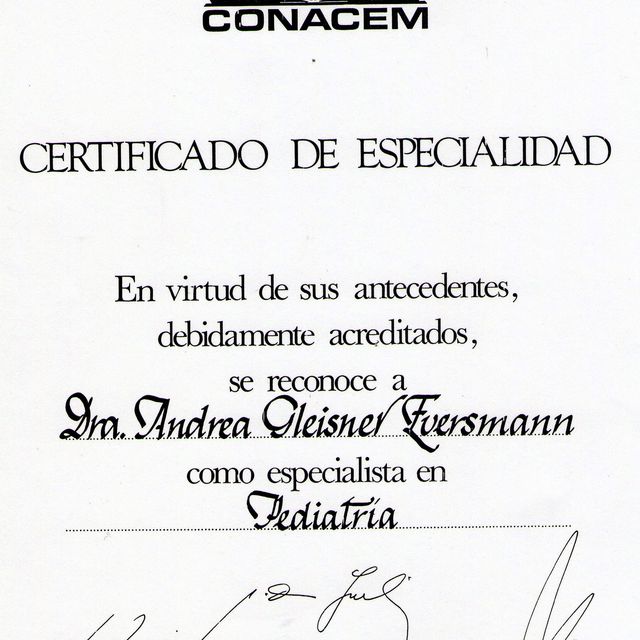 CONACEM
CERTIFICADO DE ESPECIALIDAD
En virtud de sus antecedentes,
debidamente acreditados,
se reconoce a
Dra. Andrea Gleisner Eversmann
como especialista en
Pediatría